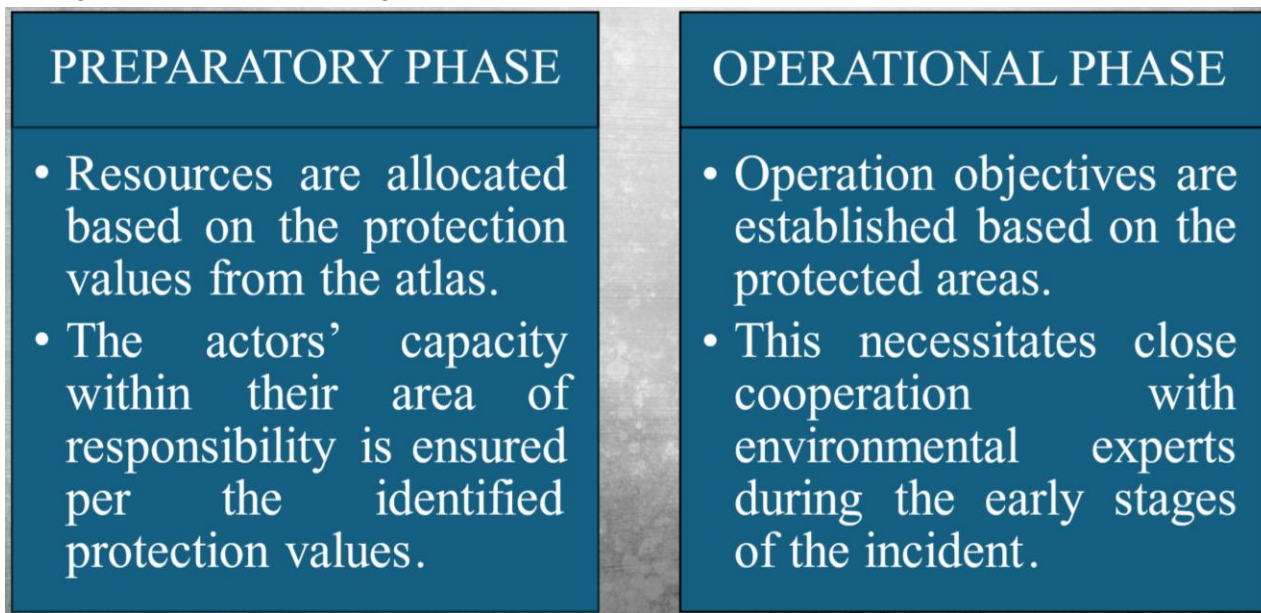 PREPARATORY PHASE
• Resources are allocated
based on the protection
values from the atlas.
• The actors’ capacity
within their area of
responsibility is ensured
per the identified
protection values.
OPERATIONAL PHASE
• Operation objectives are
established based on the
protected areas.
• This necessitates close
cooperation with
environmental experts
during the early stages
of the incident.